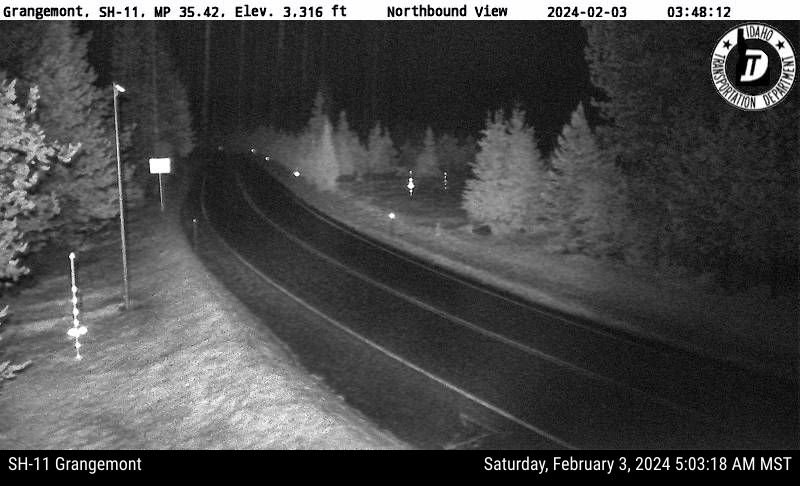 Grangemont, SH-11, MP 35.42, Elev. 3,316 ft Northbound View 2024-02-03 03:48:12
IDAHO
TRANSPORTATION DEPARTMENT
SH-11 Grangemont Saturday, February 3, 2024 5:03:18 AM MST